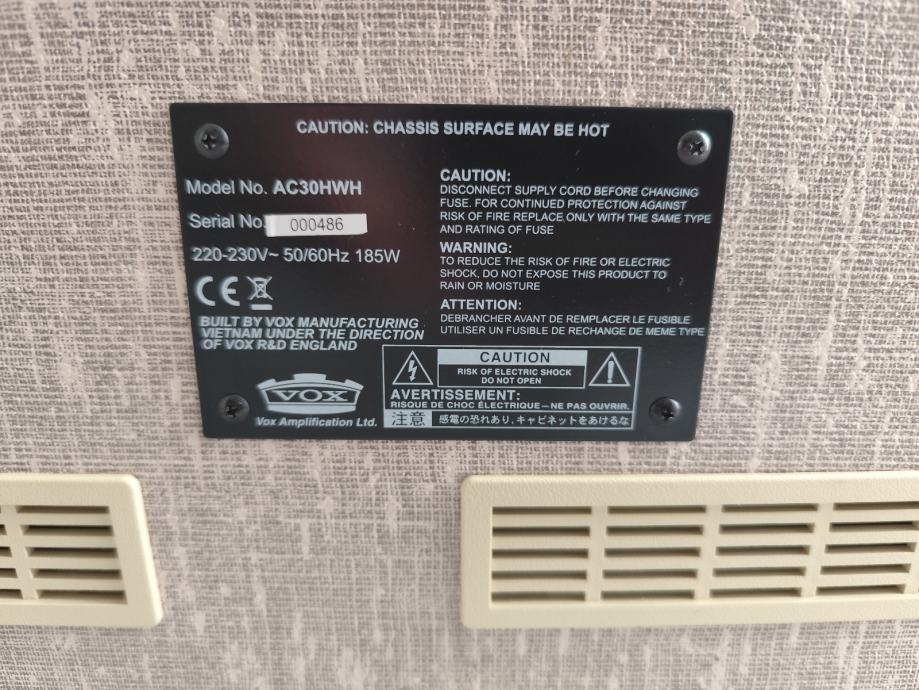 CAUTION: CHASSIS SURFACE MAY BE HOT
Model No. AC30HWH
Serial No. 000486
220-230V~ 50/60Hz 185W
CE
BUILT BY VOX MANUFACTURING
VIETNAM UNDER THE DIRECTION
OF VOX R&D ENGLAND
VOX
Vox Amplification Ltd.
CAUTION:
DISCONNECT SUPPLY CORD BEFORE CHANGING
FUSE. FOR CONTINUED PROTECTION AGAINST
RISK OF FIRE REPLACE ONLY WITH THE SAME TYPE
AND RATING OF FUSE
WARNING:
TO REDUCE THE RISK OF FIRE OR ELECTRIC
SHOCK, DO NOT EXPOSE THIS PRODUCT TO
RAIN OR MOISTURE
ATTENTION:
DEBRANCHER AVANT DE REMPLACER LE FUSIBLE
UTILISER UN FUSIBLE DE RECHANGE DE MEME TYPE
CAUTION
RISK OF ELECTRIC SHOCK
DO NOT OPEN
AVERTISSEMENT:
RISQUE DE CHOC ÉLECTRIQUE – NE PAS OUVRIR.
注意 感電の恐れあり、キャビネットをあけるな